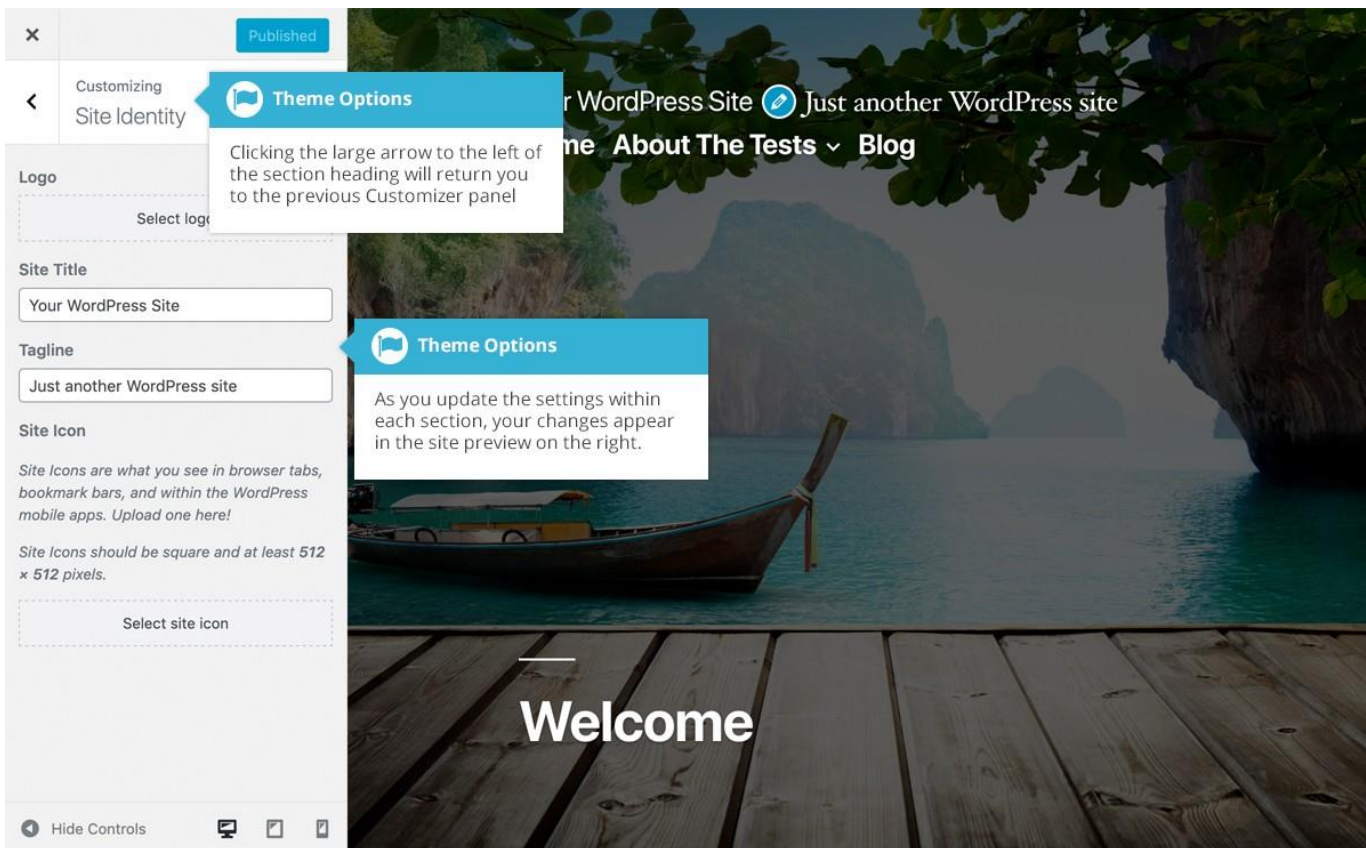 Published
Customizing
Site Identity
Theme Options
Clicking the large arrow to the left of
the section heading will return you
to the previous Customizer panel
Logo
Select
Site Title
Your WordPress Site
Tagline
Just another WordPress site
Site Icon
Site Icons are what you see in browser tabs,
bookmark bars, and within the WordPress
mobile apps. Upload one here!
Site Icons should be square and at least 512
× 512 pixels.
Select site icon
Hide Controls
Theme Options
As you update the settings within
each section, your changes appear
in the site preview on the right.
WordPress Site Just another WordPress site
About The Tests Blog
Welcome